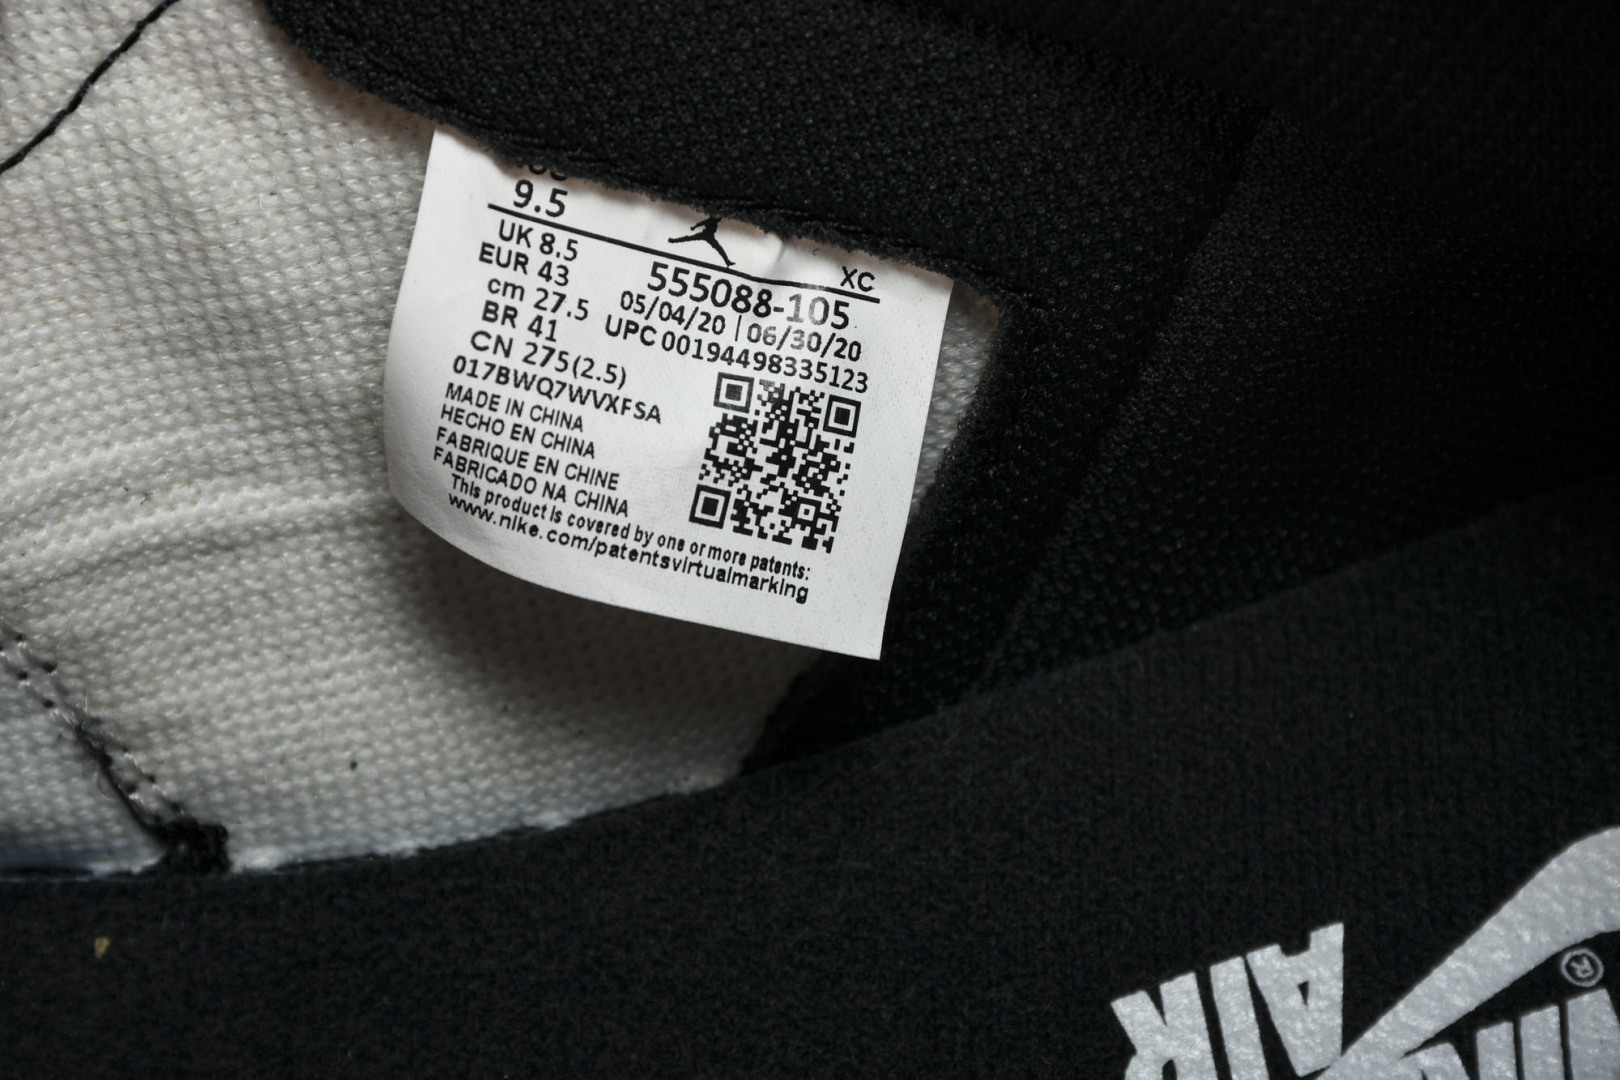 9.5
UK 8.5
EUR 43
cm 27.5
BR 41
CN 275(2.5)
017BWQ7WVXFSA
XC
555088-105
05/04/20 | 06/30/20
UPC 00194498335123
MADE IN CHINA
HECHO EN CHINA
FABRIQUE EN CHINE
FABRICADO NA CHINA
This product is covered by one or more patents:
www.nike.com/patentsvirtualmarking
AIR
®